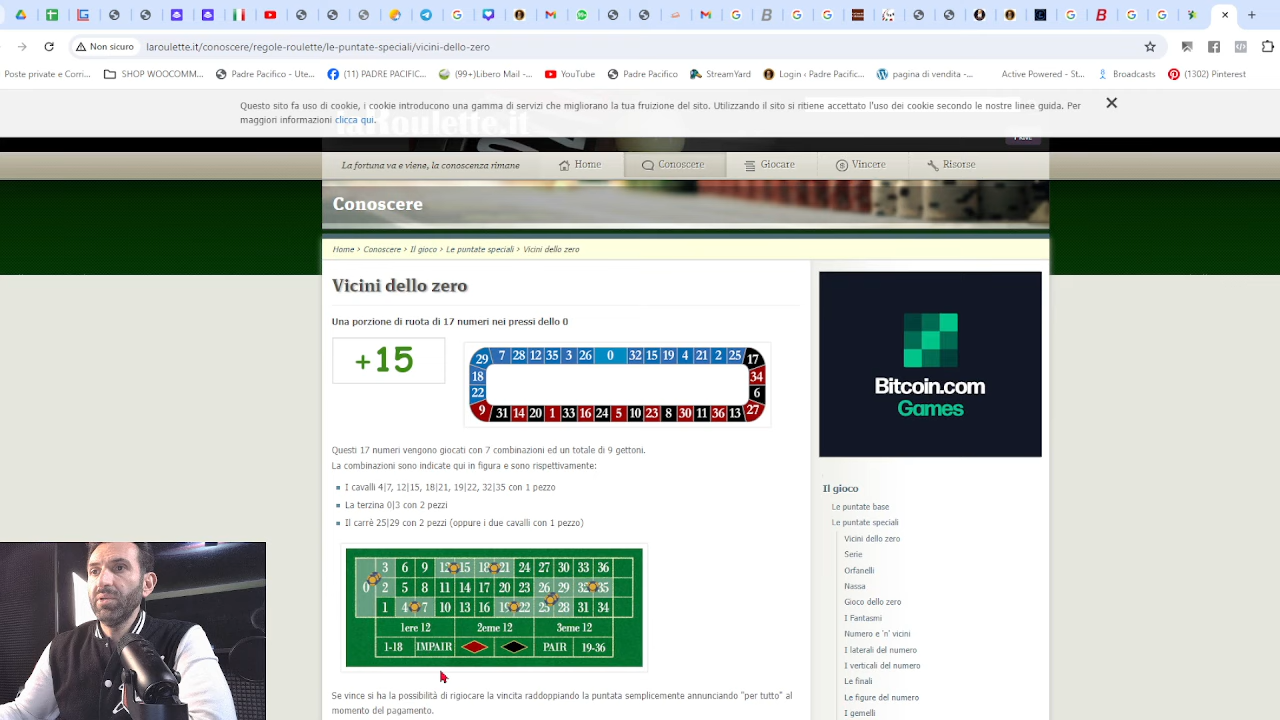 Non sicuro
laroulette.it/conoscere/regole-roulette/le-puntate-speciali/vicini-dello-zero
Poste private e Corri...
SHOP WOOCOMM...
Padre Pacifico - Ute...
(11) PADRE PACIFIC...
(99+)Libero Mail -...
YouTube
Padre Pacifico
StreamYard
Login ‹ Padre Pacific...
pagina di vendita -...
Active Powered - St...
Broadcasts
(1302) Pinterest
Questo sito fa uso di cookie, i cookie introducono una gamma di servizi che migliorano la tua fruizione del sito. Utilizzando il sito si ritiene accettato l'uso dei cookie secondo le nostre linee guida. Per
maggiori informazioni clicca qui.
laRoulette.it
La fortuna va e viene, la conoscenza rimane
Home
Conoscere
Giocare
Vincere
Risorse
Conoscere
Home > Conoscere > Il gioco > Le puntate speciali > Vicini dello zero
Vicini dello zero
Una porzione di ruota di 17 numeri nei pressi dello 0
+15
29 7 28 12 35 3 26 0 32 15 19 4 21 2 25 17
18 34
22 6
9 31 14 20 1 33 16 24 5 10 23 8 30 11 36 13 27
Bitcoin.com
Games
Questi 17 numeri vengono giocati con 7 combinazioni ed un totale di 9 gettoni.
La combinazioni sono indicate qui in figura e sono rispettivamente:
I cavalli 4|7, 12|15, 18|21, 19|22, 32|35 con 1 pezzo
La terzina 0|3 con 2 pezzi
Il carrè 25|29 con 2 pezzi (oppure i due cavalli con 1 pezzo)
3 6 9 12 15 18 21 24 27 30 33 36
0 2 5 8 11 14 17 20 23 26 29 32 35
1 4 7 10 13 16 19 22 25 28 31 34
1ere 12 2eme 12 3eme 12
1-18 IMPAIR PAIR 19-36
Se vince si ha la possibilità di rigiocare la vincita raddoppiando la puntata semplicemente annunciando "per tutto" al
momento del pagamento.
Il gioco
Le puntate base
Le puntate speciali
Vicini dello zero
Serie
Orfanelli
Nassa
Gioco dello zero
I Fantasmi
Numero e 'n' vicini
I laterali del numero
I verticali del numero
Le finali
Le figure del numero
I gemelli